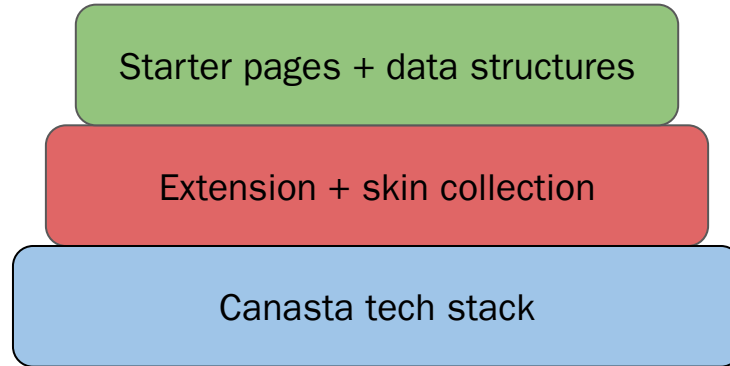 Starter pages + data structures
Extension + skin collection
Canasta tech stack